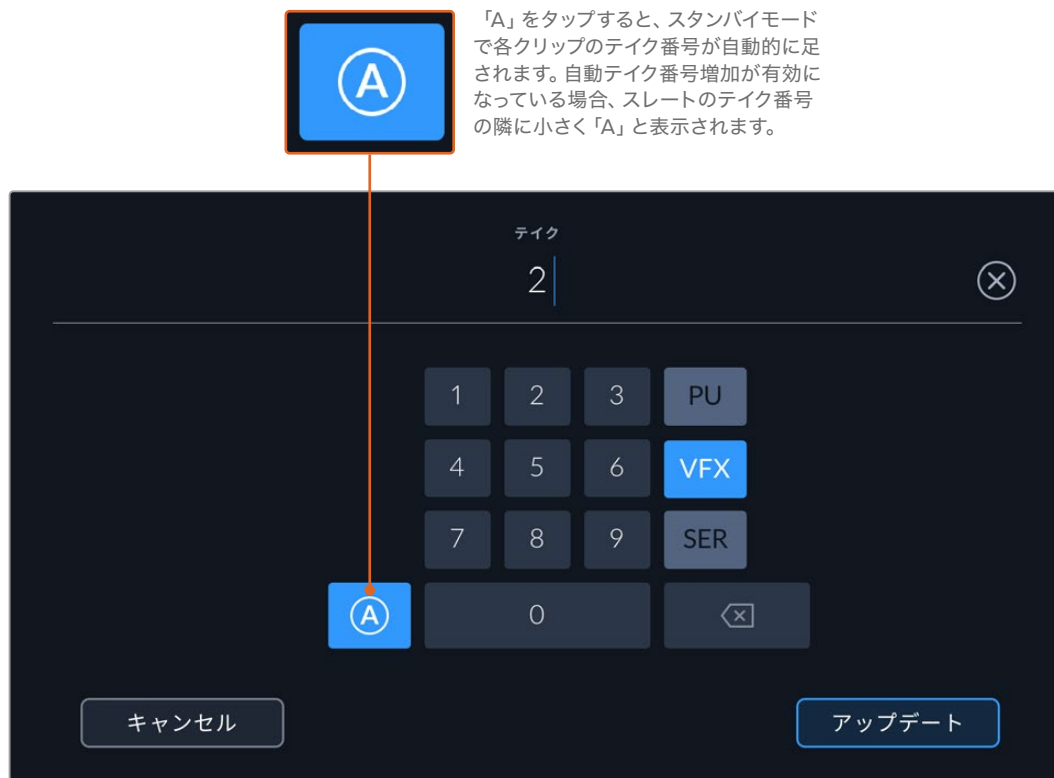 A
「A」をタップすると、スタンバイモード
で各クリップのテイク番号が自動的に足
されます。自動テイク番号増加が有効に
なっている場合、スレートのテイク番号
の隣に小さく「A」と表示されます。
テイク
2
1 2 3 PU
4 5 6 VFX
7 8 9 SER
A 0
キャンセル アップデート